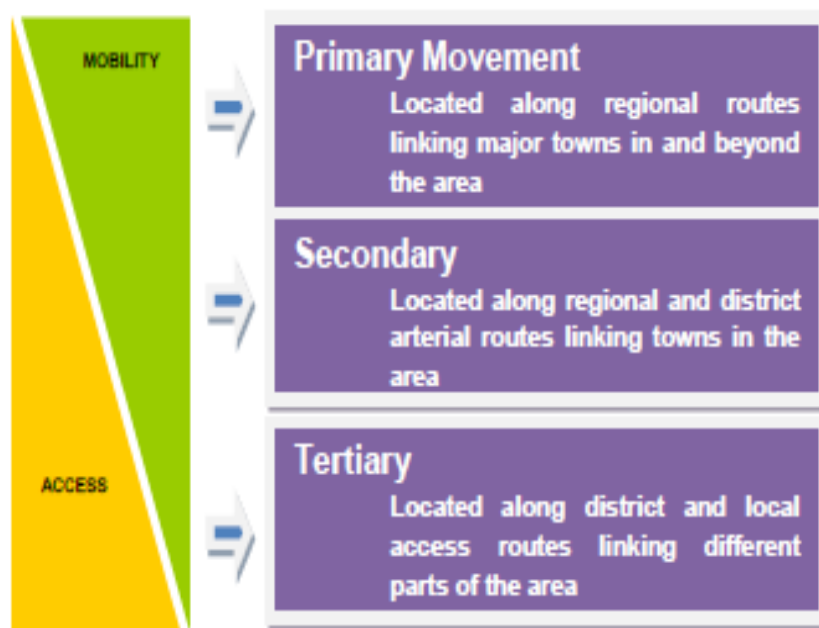 MOBILITY
Primary Movement
Located along regional routes
linking major towns in and beyond
the area
Secondary
Located along regional and district
arterial routes linking towns in the
area
ACCESS
Tertiary
Located along district and local
access routes linking different
parts of the area